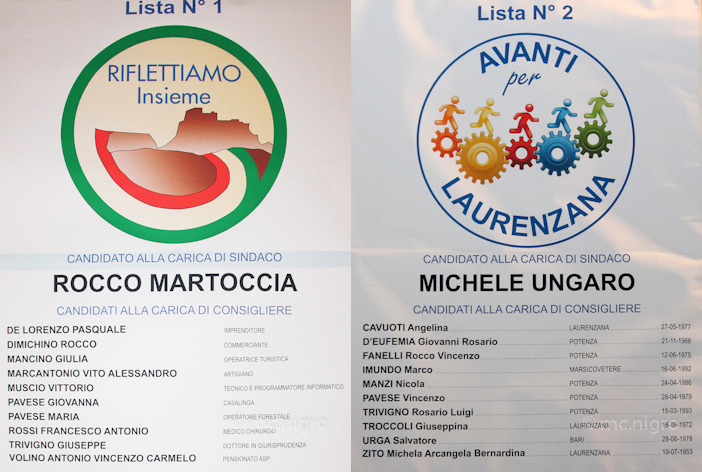 Lista N° 1
RIFLETTIAMO
Insieme
CANDIDATO ALLA CARICA DI SINDACO
ROCCO MARTOCCIA
CANDIDATI ALLA CARICA DI CONSIGLIERE
DE LORENZO PASQUALE IMPRENDITORE
DIMICHINO ROCCO COMMERCIANTE
MANCINO GIULIA OPERATRICE TURISTICA
MARCANTONIO VITO ALESSANDRO ARTIGIANO
MUSCIO VITTORIO TECNICO E PROGRAMMATORE INFORMATICO
PAVESE GIOVANNA CASALINGA
PAVESE MARIA OPERATORE FORESTALE
ROSSI FRANCESCO ANTONIO MEDICO CHIRURGO
TRIVIGNO GIUSEPPE DOTTORE IN GIURISPRUDENZA
VOLINO ANTONIO VINCENZO CARMELO PENSIONATO ASP
Lista N° 2
AVANTI
per
LAURENZANA
CANDIDATO ALLA CARICA DI SINDACO
MICHELE UNGARO
CANDIDATI ALLA CARICA DI CONSIGLIERE
CAVUOTI Angelina LAURENZANA 27-05-1977
D'EUFEMIA Giovanni Rosario POTENZA 21-11-1966
FANELLI Rocco Vincenzo POTENZA 12-06-1975
IMUNDO Marco MARSICOVETERE 16-06-1992
MANZI Nicola POTENZA 24-04-1988
PAVESE Vincenzo POTENZA 28-04-1979
TRIVIGNO Rosario Luigi POTENZA 15-03-1993
TROCCOLI Giuseppina LAURENZANA
URGA Salvatore BARI 28-06-1978
ZITO Michela Arcangela Bernardina LAURENZANA 19-07-1953